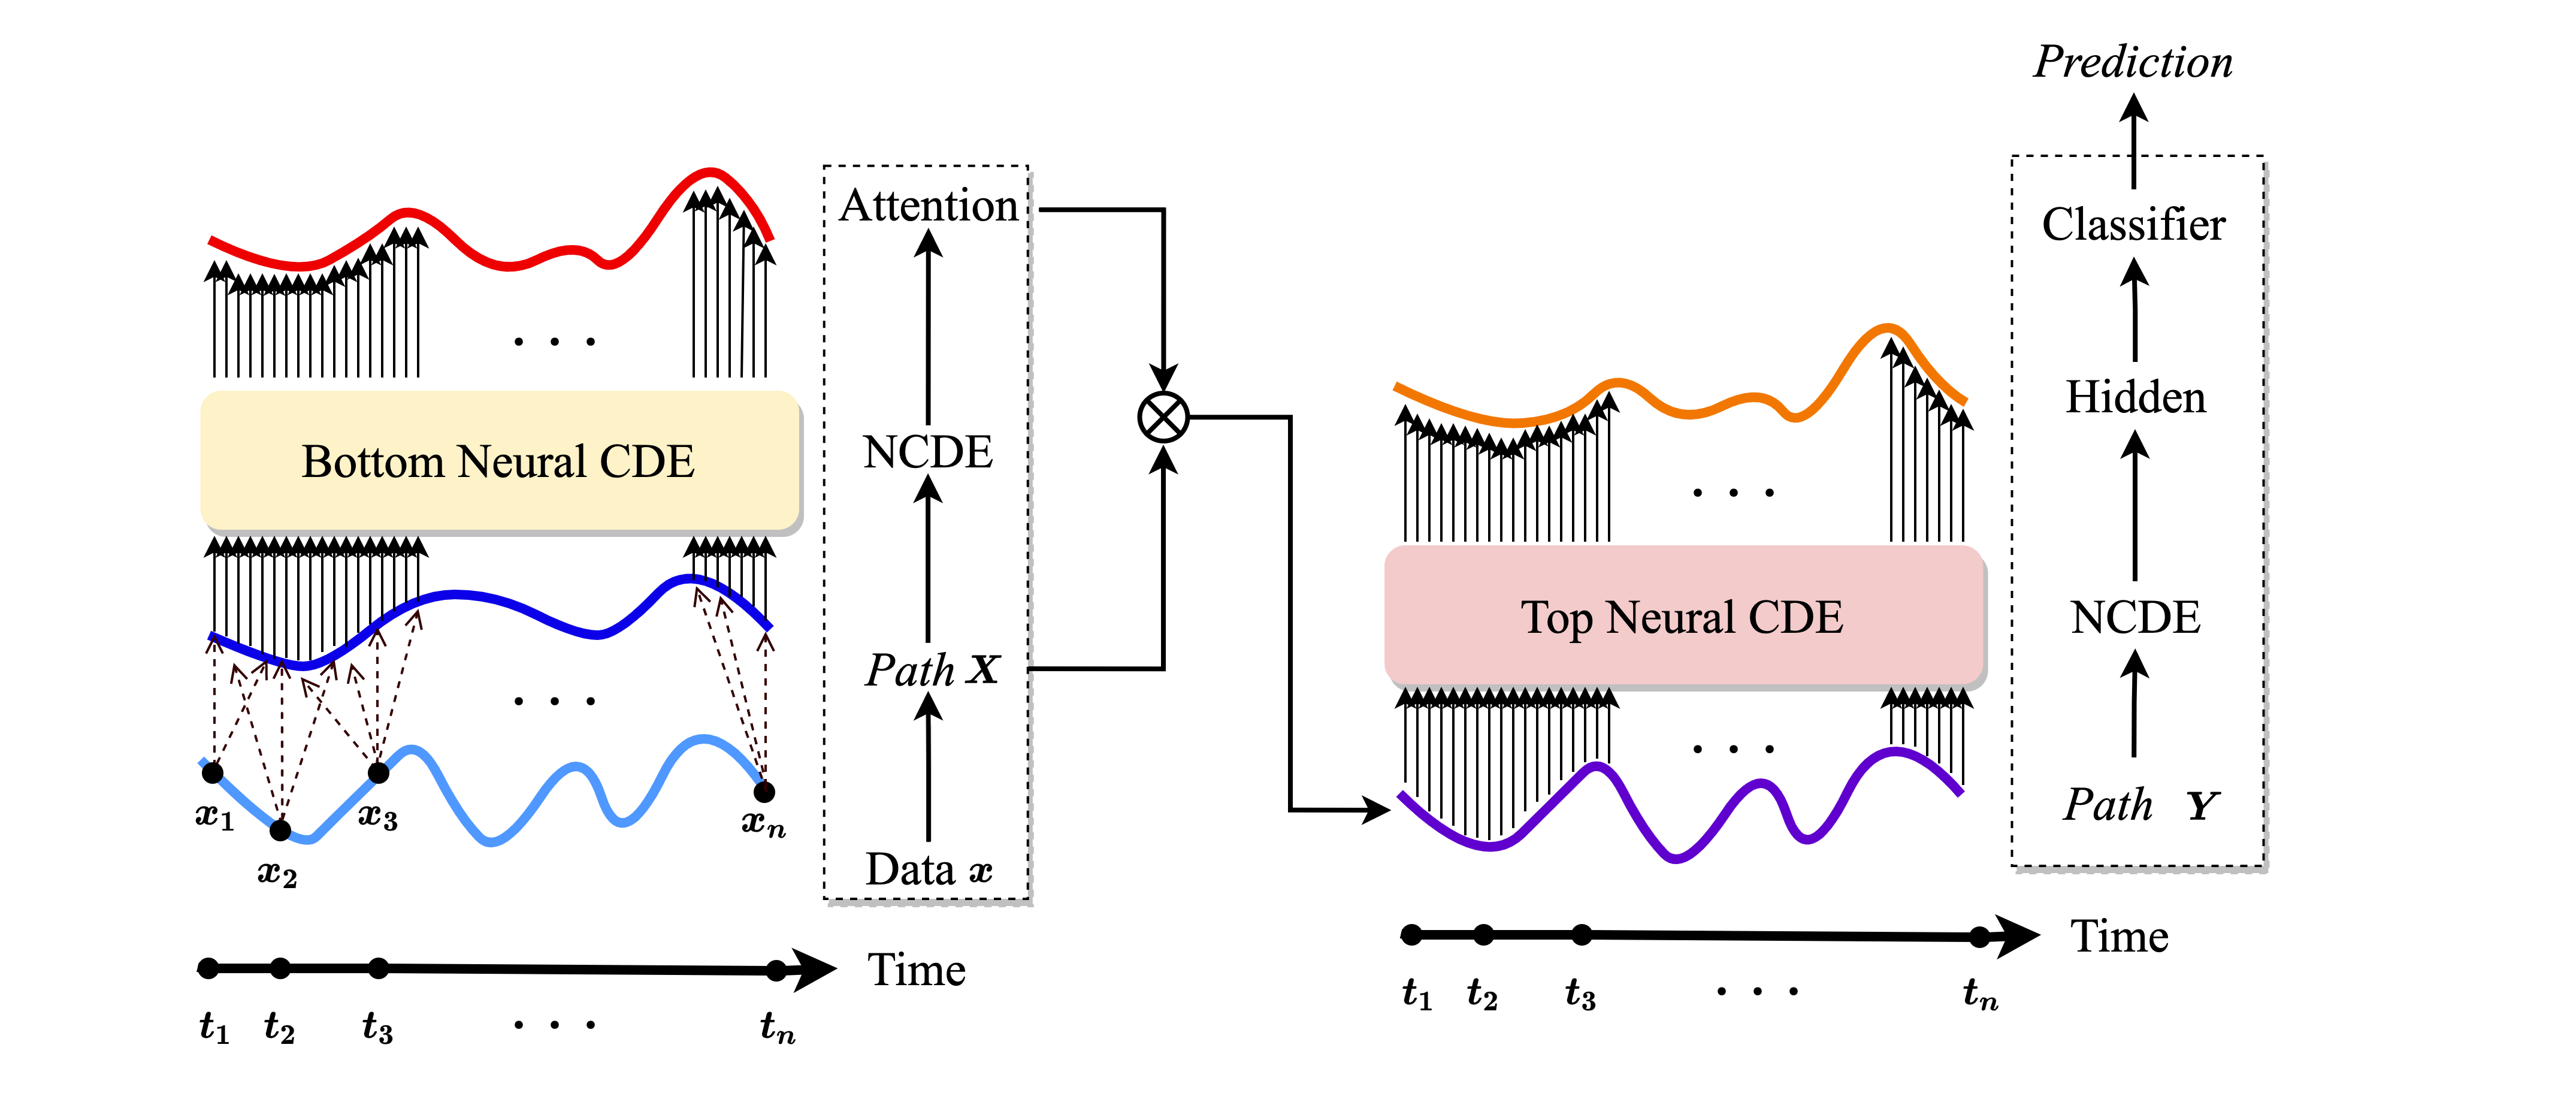 Bottom Neural CDE
x₁
x₂
x₃
xₙ
. . .
. . .
t₁ t₂ t₃ . . . tₙ
Time
Attention
NCDE
Path X
Data x
. . .
Top Neural CDE
. . .
t₁ t₂ t₃ . . . tₙ
Time
Prediction
Classifier
Hidden
NCDE
Path Y